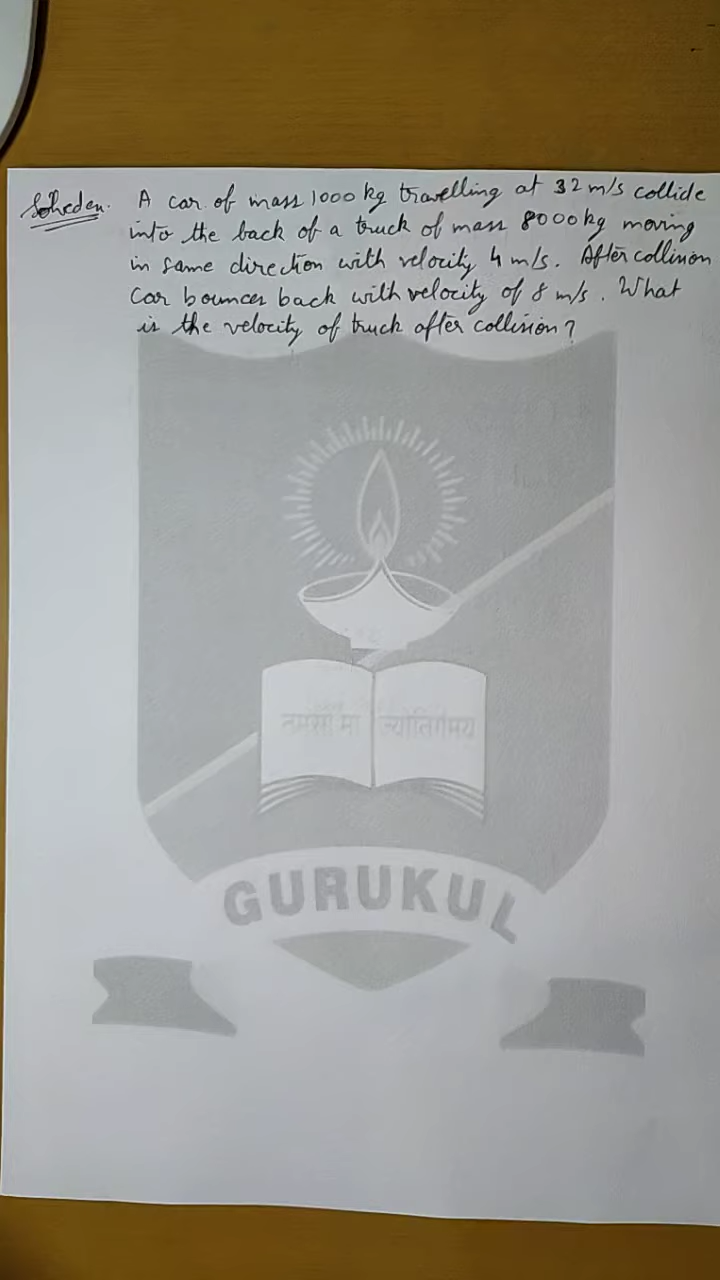 A car of mass 1000 kg travelling at 32 m/s collide
into the back of a truck of mass 8000 kg moving
in same direction with velocity 4 m/s. After collision
Car bounces back with velocity of 8 m/s. What
is the velocity of truck after collision?
तमसो मा ज्योतिर्गमय
GURUKUL